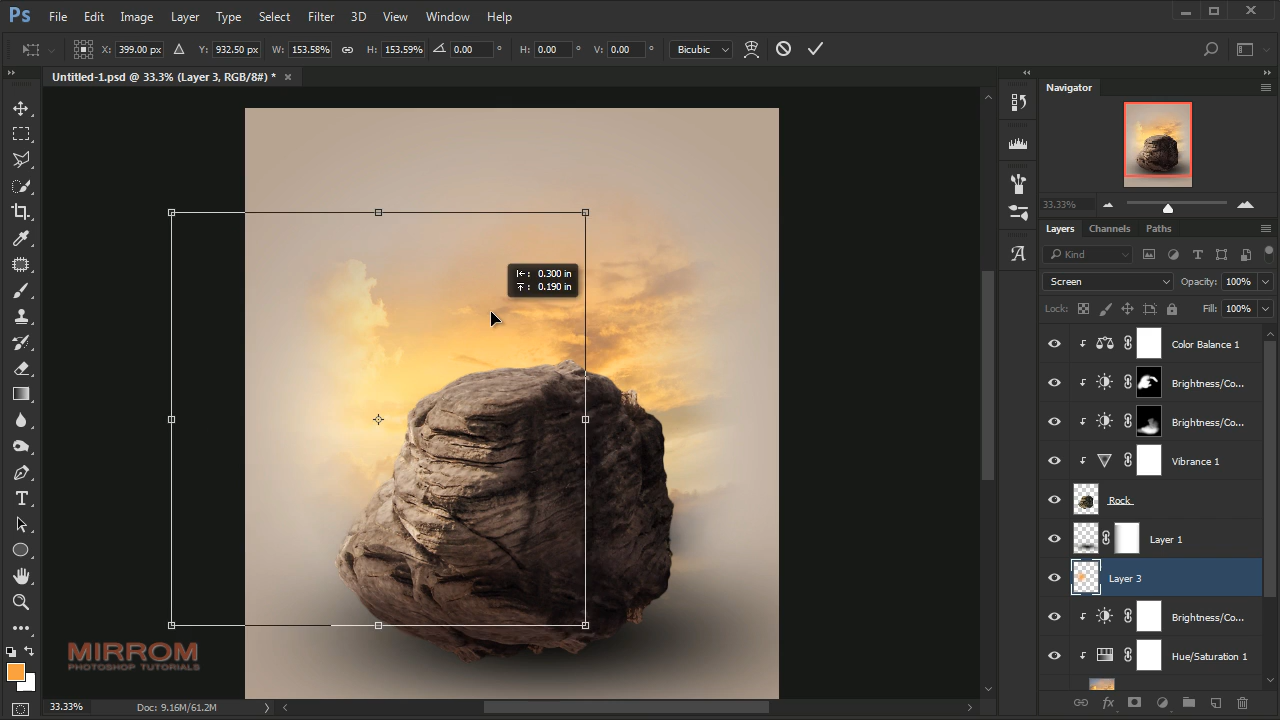 Ps File Edit Image Layer Type Select Filter 3D View Window Help
X: 399.00 px Y: 932.50 px W: 153.58% H: 153.59% 0.00 ° H: 0.00 ° V: 0.00 ° Bicubic
Untitled-1.psd @ 33.3% (Layer 3, RGB/8#) * ×
Navigator
33.33%
Layers Channels Paths
Kind
Screen Opacity: 100%
Lock: Fill: 100%
0.300 in
0.190 in
Color Balance 1
Brightness/Co...
Brightness/Co...
Vibrance 1
Rock
Layer 1
Layer 3
Brightness/Co...
Hue/Saturation 1
MIRROM
PHOTOSHOP TUTORIALS
33.33% Doc: 9.16M/61.2M